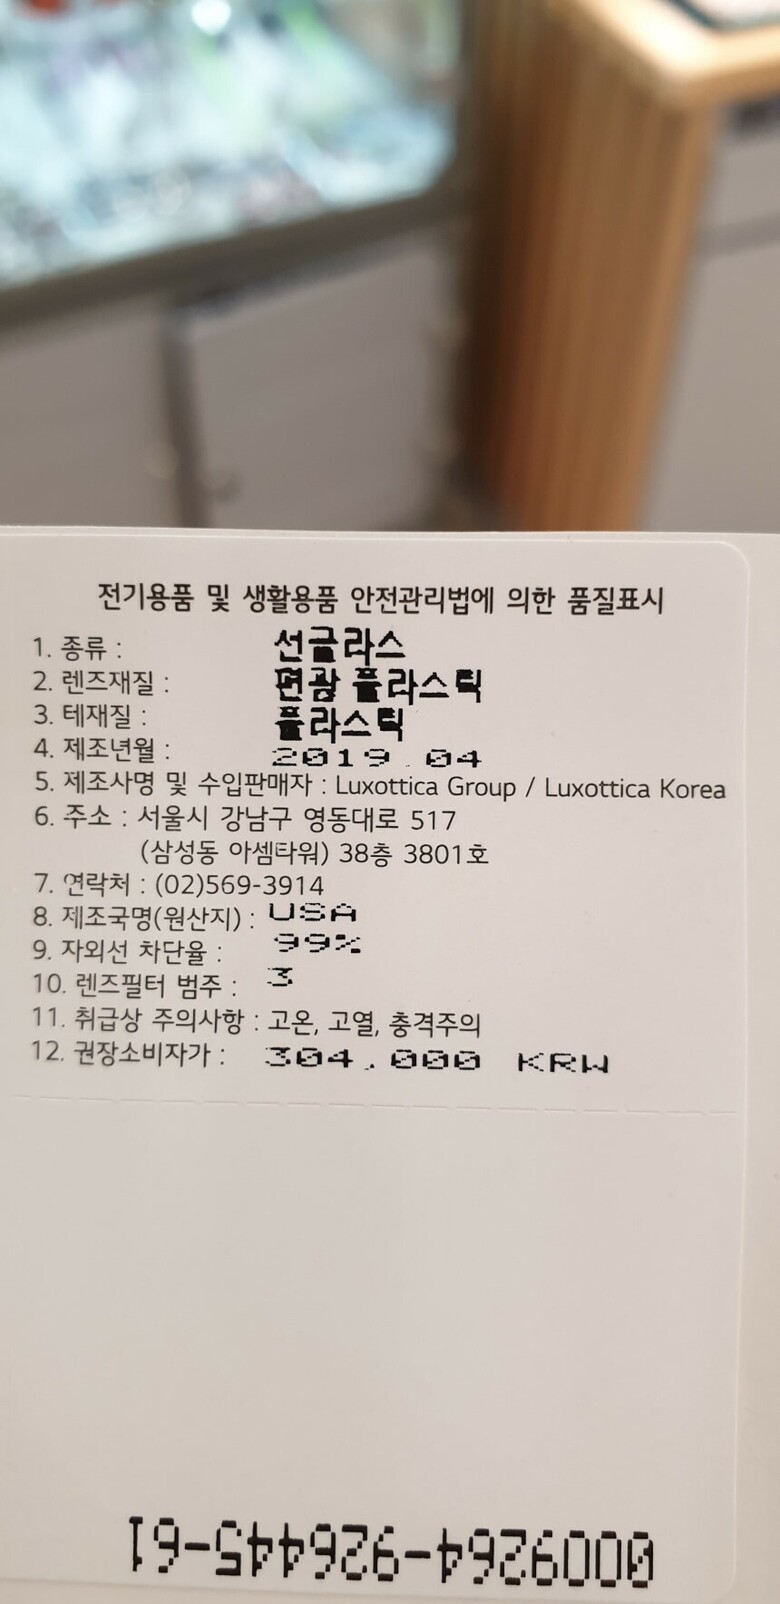 전기용품 및 생활용품 안전관리법에 의한 품질표시
1. 종류 : 선글라스
2. 렌즈재질 : 편광 플라스틱
3. 테재질 : 플라스틱
4. 제조년월 : 2019.04
5. 제조사명 및 수입판매자 : Luxottica Group / Luxottica Korea
6. 주소 : 서울시 강남구 영동대로 517
(삼성동 아셈타워) 38층 3801호
7. 연락처 : (02)569-3914
8. 제조국명(원산지) : USA
9. 자외선 차단율 : 99%
10. 렌즈필터 범주 : 3
11. 취급상 주의사항 : 고온, 고열, 충격주의
12. 권장소비자가 : 304.000 KRW
0009264-926445-61